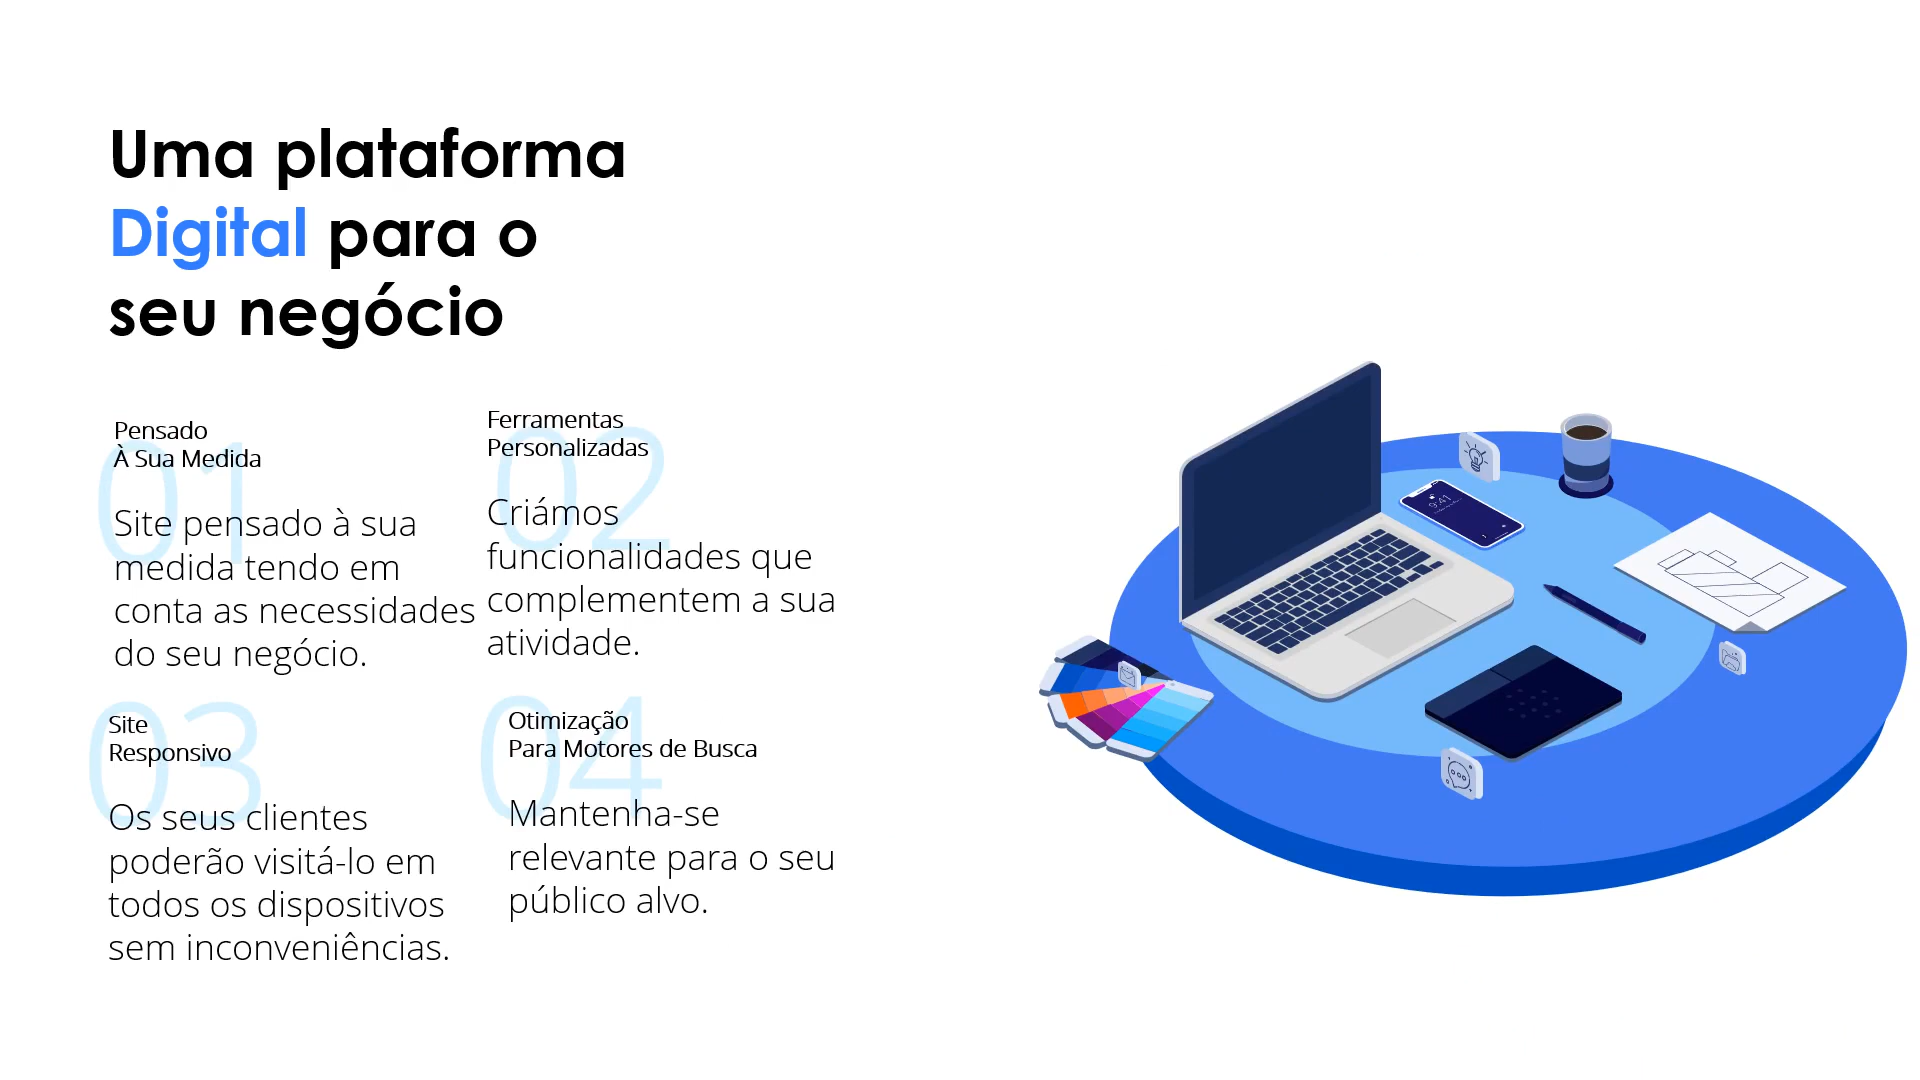 Uma plataforma
Digital para o
seu negócio
01
Pensado
À Sua Medida
Site pensado à sua
medida tendo em
conta as necessidades
do seu negócio.
02
Ferramentas
Personalizadas
Criámos
funcionalidades que
complementem a sua
atividade.
03
Site
Responsivo
Os seus clientes
poderão visitá-lo em
todos os dispositivos
sem inconveniências.
04
Otimização
Para Motores de Busca
Mantenha-se
relevante para o seu
público alvo.
9:41